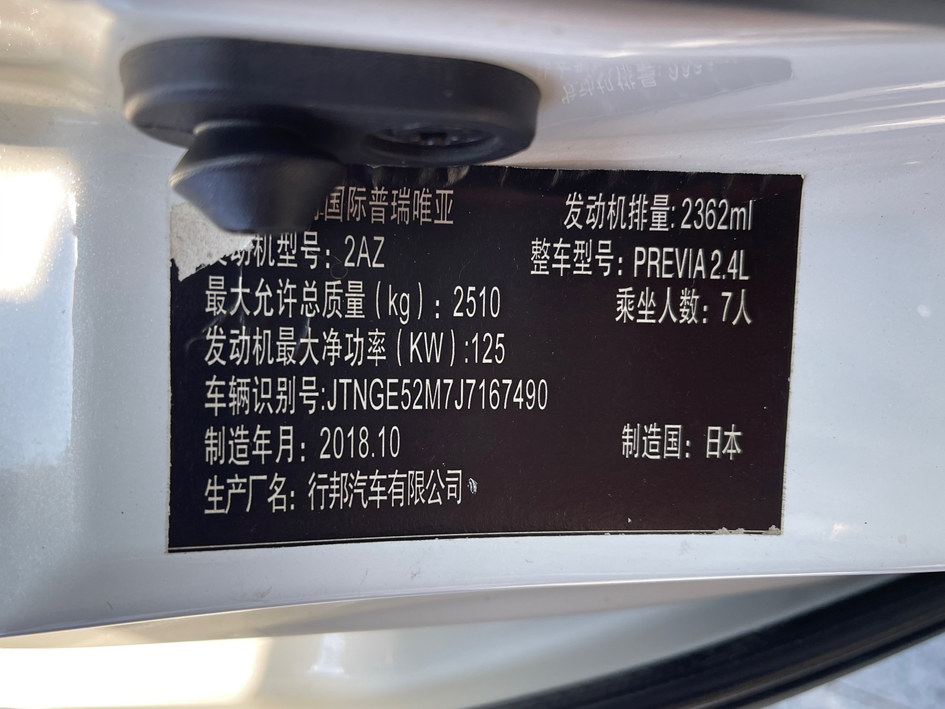 国际普瑞唯亚 发动机排量: 2362ml
动机型号: 2AZ 整车型号: PREVIA 2.4L
最大允许总质量(kg): 2510 乘坐人数: 7人
发动机最大净功率(KW):125
车辆识别号:JTNGE52M7J7167490
制造年月: 2018.10 制造国: 日本
生产厂名: 行邦汽车有限公司